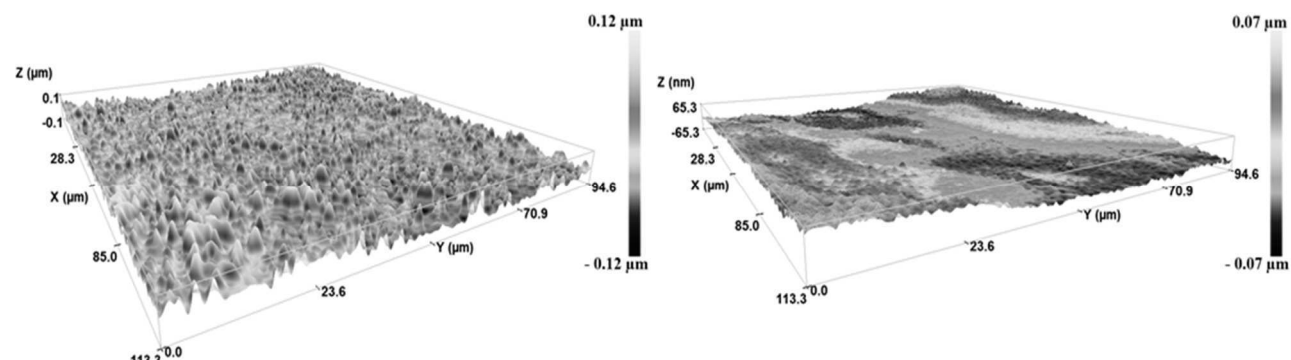 0.12 µm
Z (µm)
0.1
-0.1
28.3
X (µm)
85.0
113.3
0.0
23.6
Y (µm)
70.9
94.6
- 0.12 µm
0.07 µm
Z (nm)
65.3
-65.3
28.3
X (µm)
85.0
113.3
0.0
23.6
Y (µm)
70.9
94.6
- 0.07 µm